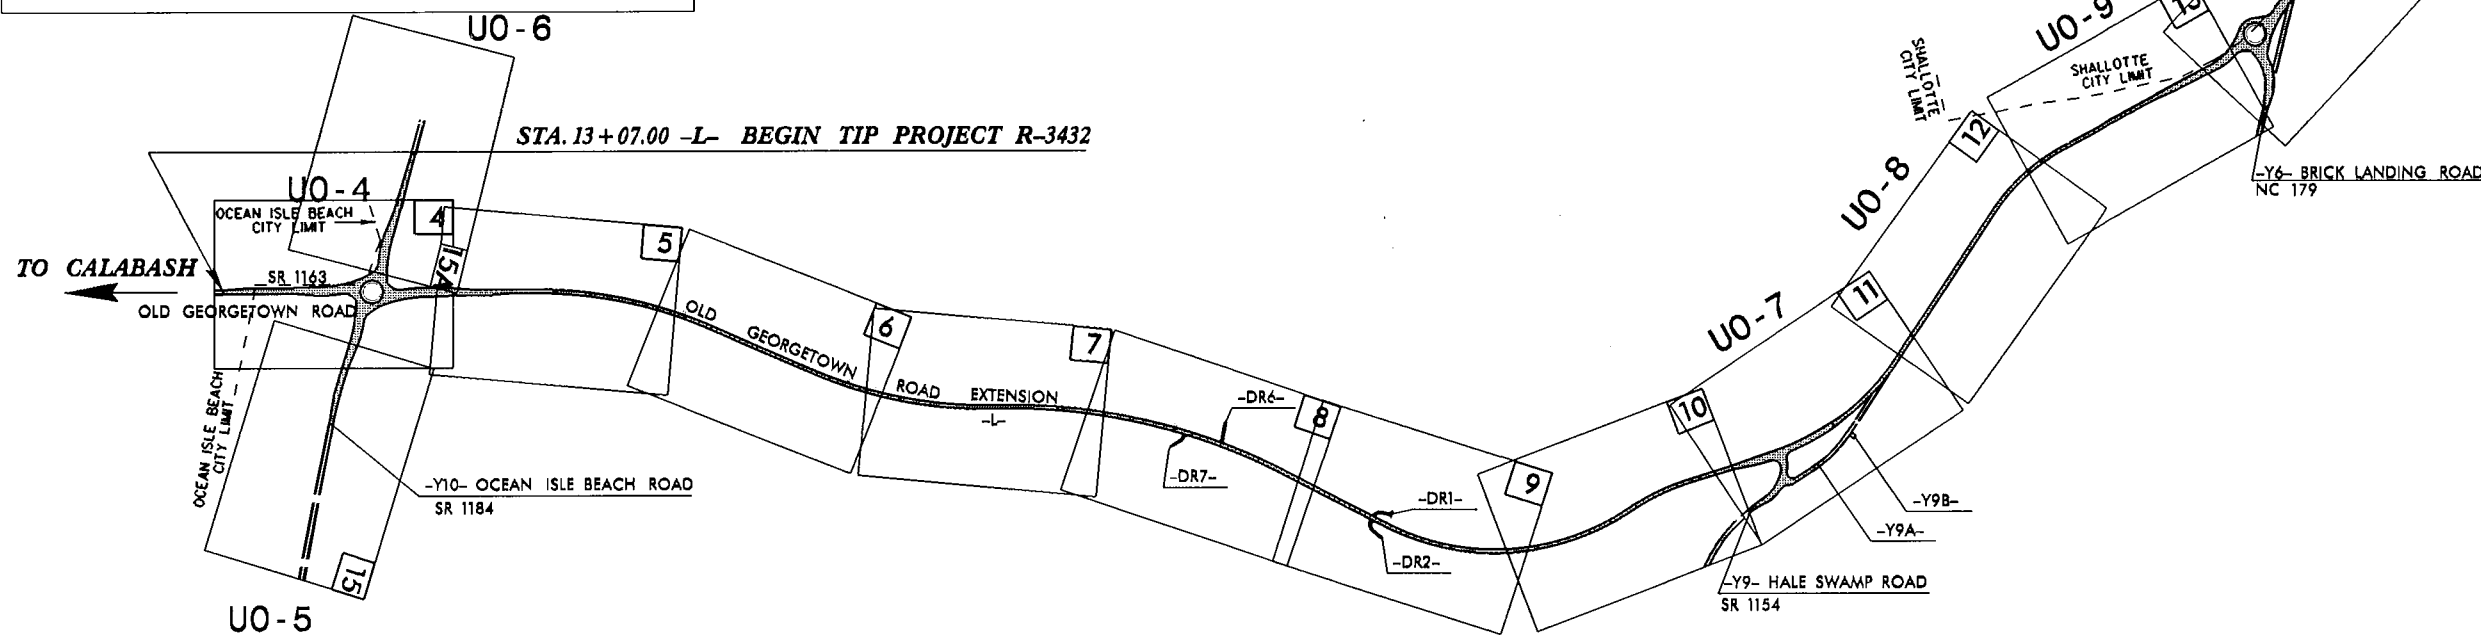 UO-6
UO-9
13
SHALLOTTE
CITY LIMIT
SHALLOTTE
CITY LIMIT
12
STA. 13+07.00 -L- BEGIN TIP PROJECT R-3432
UO-4
OCEAN ISLE BEACH
CITY LIMIT
4
15A
5
UO-8
-Y6- BRICK LANDING ROAD
NC 179
TO CALABASH
SR 1163
OLD GEORGETOWN ROAD
OLD GEORGETOWN ROAD EXTENSION
-L-
6
7
UO-7
11
-DR6-
8
10
OCEAN ISLE BEACH
CITY LIMIT
-Y10- OCEAN ISLE BEACH ROAD
SR 1184
-DR7-
9
-DR1-
-DR2-
-Y9B-
-Y9A-
-Y9- HALE SWAMP ROAD
SR 1154
15
UO-5